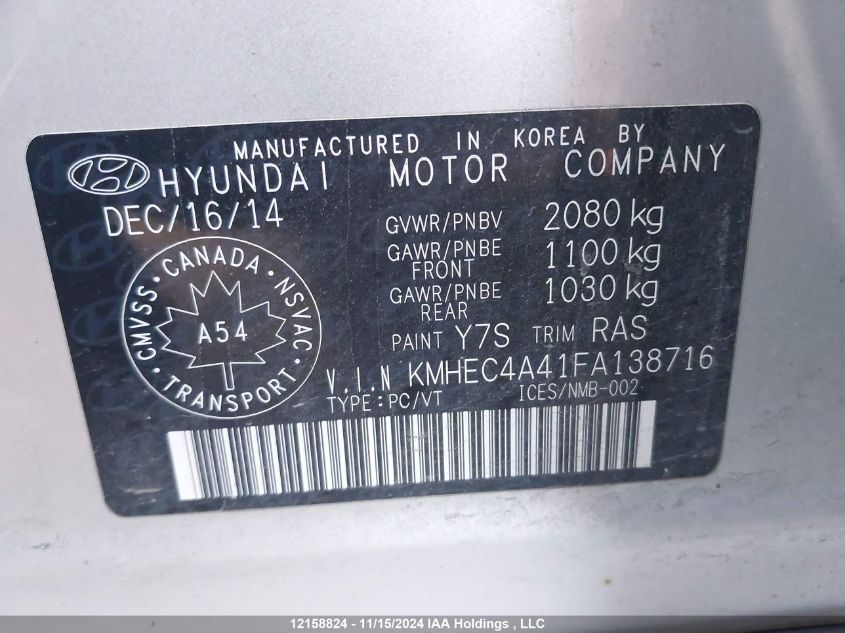 MANUFACTURED IN KOREA BY
HYUNDAI MOTOR COMPANY
DEC/16/14
GVWR/PNBV 2080 kg
GAWR/PNBE FRONT 1100 kg
GAWR/PNBE REAR 1030 kg
PAINT Y7S TRIM RAS
CANADA
CMVSS
NSVAC
A54
TRANSPORT
V.I.N KMHEC4A41FA138716
TYPE:PC/VT ICES/NMB-002
12158824 - 11/15/2024 IAA Holdings , LLC